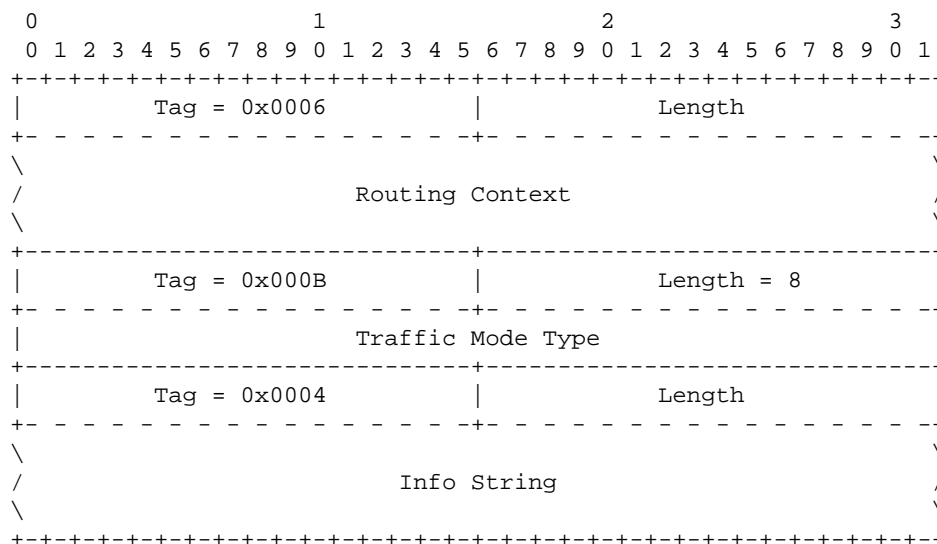 0                   1                   2                   3
 0 1 2 3 4 5 6 7 8 9 0 1 2 3 4 5 6 7 8 9 0 1 2 3 4 5 6 7 8 9 0 1
+-+-+-+-+-+-+-+-+-+-+-+-+-+-+-+-+-+-+-+-+-+-+-+-+-+-+-+-+-+-+-+--
|         Tag = 0x0006          |            Length
+- - - - - - - - - - - - - - - -+- - - - - - - - - - - - - - - --
\                                                               \
/                       Routing Context                         /
\                                                               \
+-------------------------------+--------------------------------
|         Tag = 0x000B          |            Length = 8
+- - - - - - - - - - - - - - - -+- - - - - - - - - - - - - - - --
|                       Traffic Mode Type
+-------------------------------+--------------------------------
|         Tag = 0x0004          |            Length
+- - - - - - - - - - - - - - - -+- - - - - - - - - - - - - - - --
\                                                               \
/                          Info String                          /
\                                                               \
+-+-+-+-+-+-+-+-+-+-+-+-+-+-+-+-+-+-+-+-+-+-+-+-+-+-+-+-+-+-+-+--